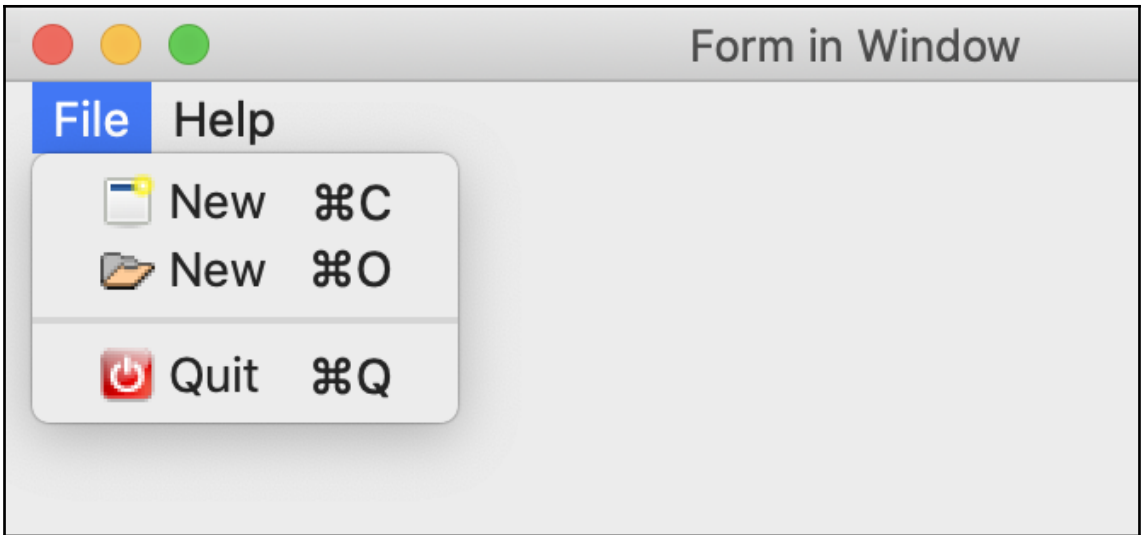 Form in Window
File Help
New ⌘C
New ⌘O
Quit ⌘Q